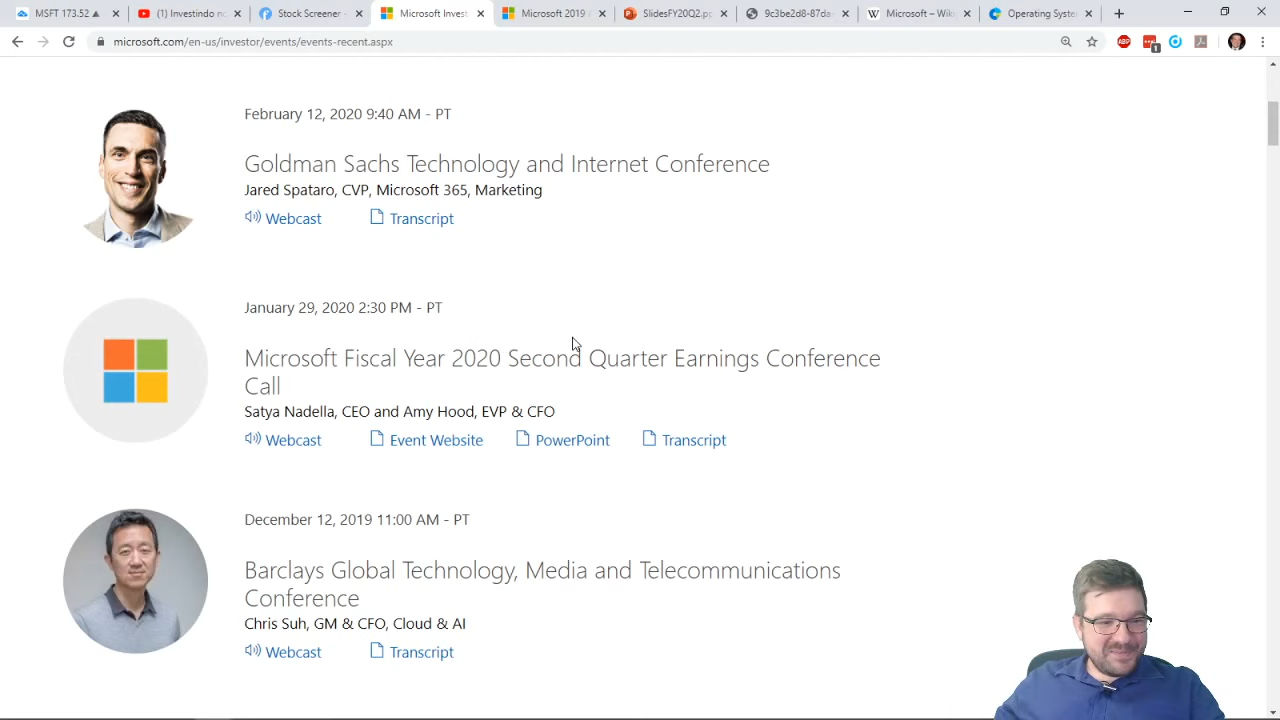 MSFT 173.52
(1) Investindo no
Stock Screener -
Microsoft Invest
Microsoft 2019 A
SlidesFY20Q2.pp
9c3be2d8-87da-
Microsoft – Wiki
Operating Syste
microsoft.com/en-us/investor/events/events-recent.aspx
ABP
1
February 12, 2020 9:40 AM - PT
Goldman Sachs Technology and Internet Conference
Jared Spataro, CVP, Microsoft 365, Marketing
Webcast
Transcript
January 29, 2020 2:30 PM - PT
Microsoft Fiscal Year 2020 Second Quarter Earnings Conference
Call
Satya Nadella, CEO and Amy Hood, EVP & CFO
Webcast
Event Website
PowerPoint
Transcript
December 12, 2019 11:00 AM - PT
Barclays Global Technology, Media and Telecommunications
Conference
Chris Suh, GM & CFO, Cloud & AI
Webcast
Transcript